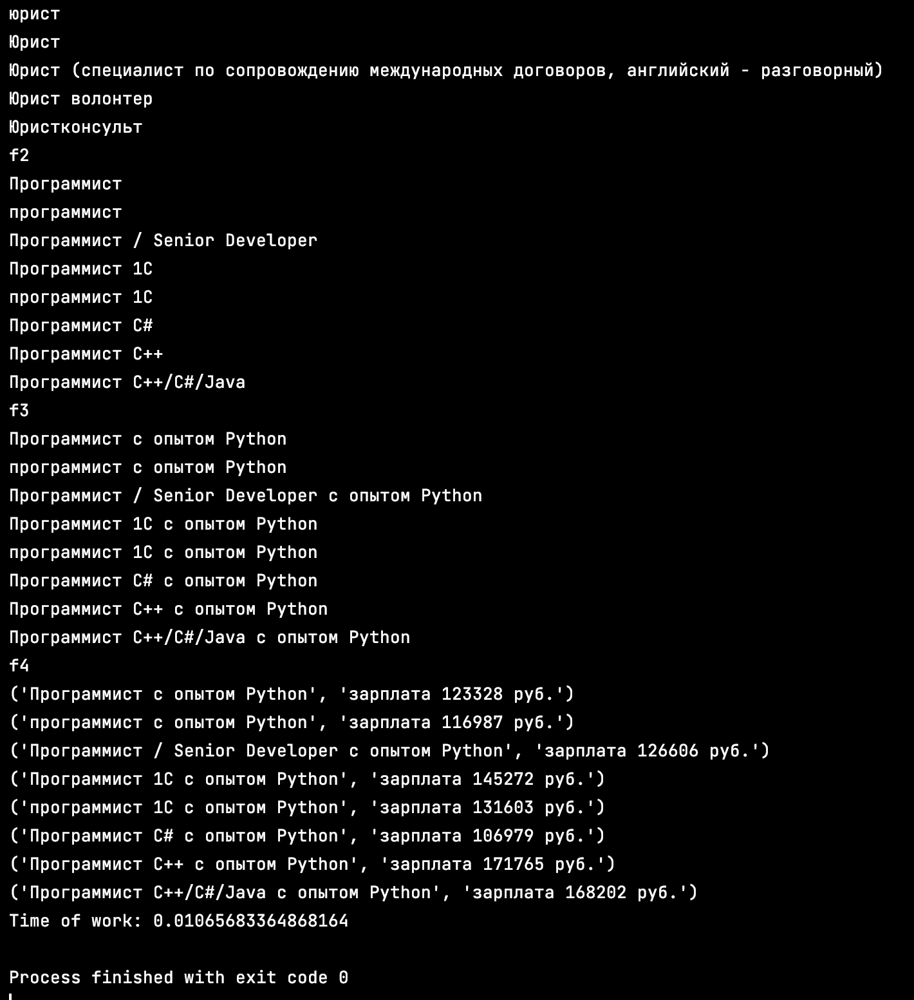 юрист
Юрист
Юрист (специалист по сопровождению международных договоров, английский - разговорный)
Юрист волонтер
Юристконсульт
f2
Программист
программист
Программист / Senior Developer
Программист 1C
программист 1C
Программист C#
Программист C++
Программист C++/C#/Java
f3
Программист с опытом Python
программист с опытом Python
Программист / Senior Developer с опытом Python
Программист 1C с опытом Python
программист 1C с опытом Python
Программист C# с опытом Python
Программист C++ с опытом Python
Программист C++/C#/Java с опытом Python
f4
('Программист с опытом Python', 'зарплата 123328 руб.')
('программист с опытом Python', 'зарплата 116987 руб.')
('Программист / Senior Developer с опытом Python', 'зарплата 126606 руб.')
('Программист 1C с опытом Python', 'зарплата 145272 руб.')
('программист 1C с опытом Python', 'зарплата 131603 руб.')
('Программист C# с опытом Python', 'зарплата 106979 руб.')
('Программист C++ с опытом Python', 'зарплата 171765 руб.')
('Программист C++/C#/Java с опытом Python', 'зарплата 168202 руб.')
Time of work: 0.01065683364868164
Process finished with exit code 0